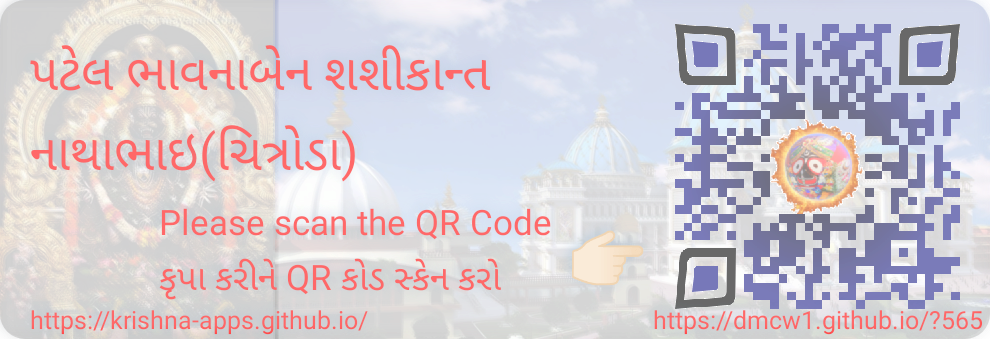 પટેલ ભાવનાબેન શશીકાન્ત
નાથાભાઇ(ચિત્રોડા)
Please scan the QR Code
કૃપા કરીને QR કોડ સ્કેન કરો
https://krishna-apps.github.io/
https://dmcw1.github.io/?565